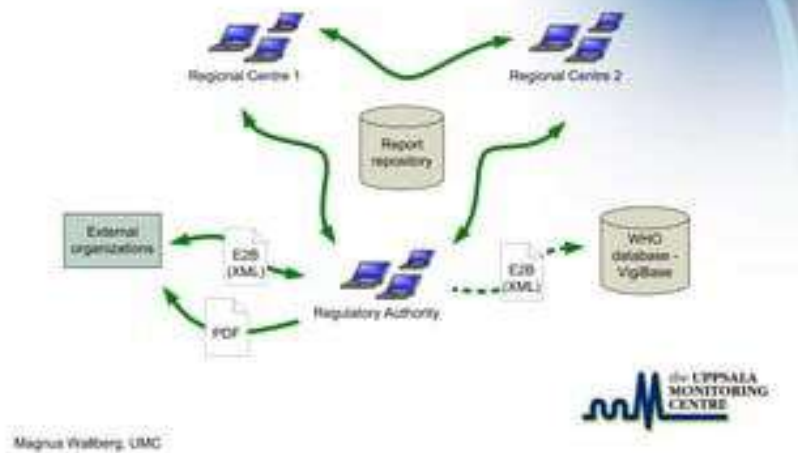 Regional Centre 1
Regional Centre 2
Report
repository
External
organizations
E2B
(XML)
E2B
(XML)
WHO
database -
VigiBase
Regulatory Authority
PDF
the UPPSALA
MONITORING
CENTRE
Magnus Wallberg, UMC